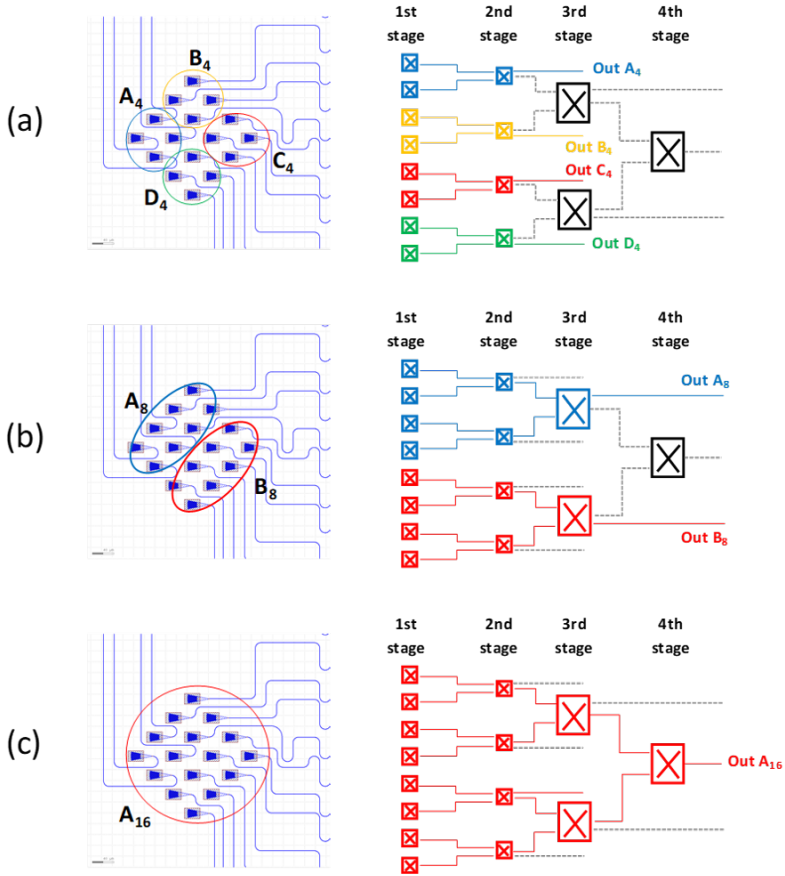 (a)
A4
B4
C4
D4
1st stage
2nd stage
3rd stage
4th stage
Out A4
Out B4
Out C4
Out D4
(b)
A8
B8
1st stage
2nd stage
3rd stage
4th stage
Out A8
Out B8
(c)
A16
1st stage
2nd stage
3rd stage
4th stage
Out A16